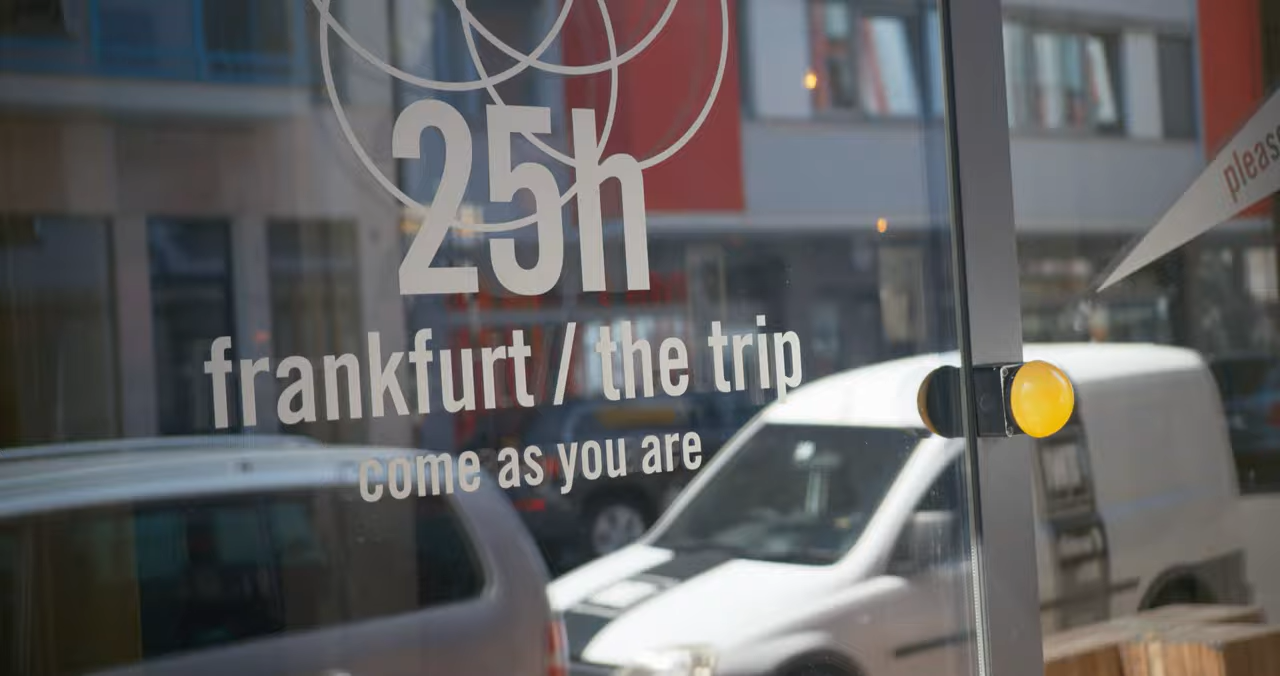 25h
frankfurt / the trip
come as you are